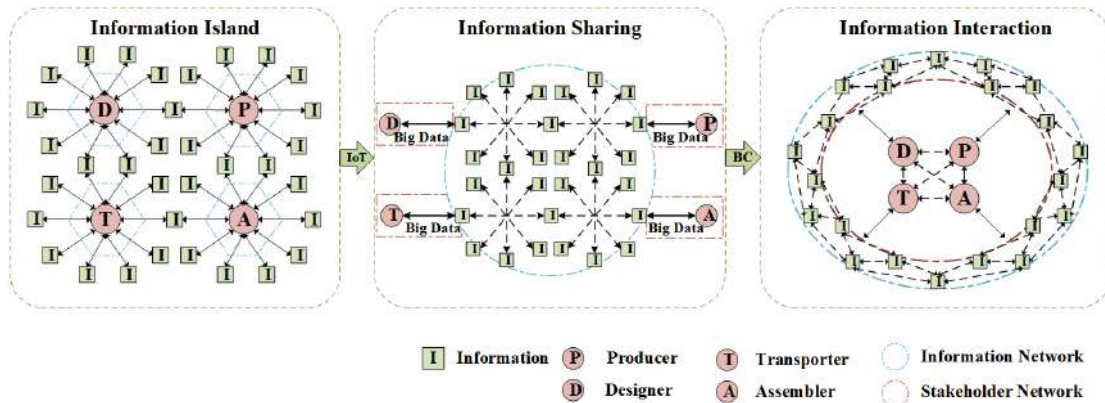 Information Island
I I I I
I I I I
I D I P I
I I I I
I I I I
I I I I
I T I A I
I I I I
I I I I
IoT
Information Sharing
I I
I I I I
D I I I P
Big Data Big Data
I I I I
I I
I I I I
T I I I A
Big Data Big Data
I I I I
I I
BC
Information Interaction
I
I I
I I
I I
I D P I
I I
T A
I I
I I
I I I I
I
I Information P Producer T Transporter Information Network
D Designer A Assembler Stakeholder Network